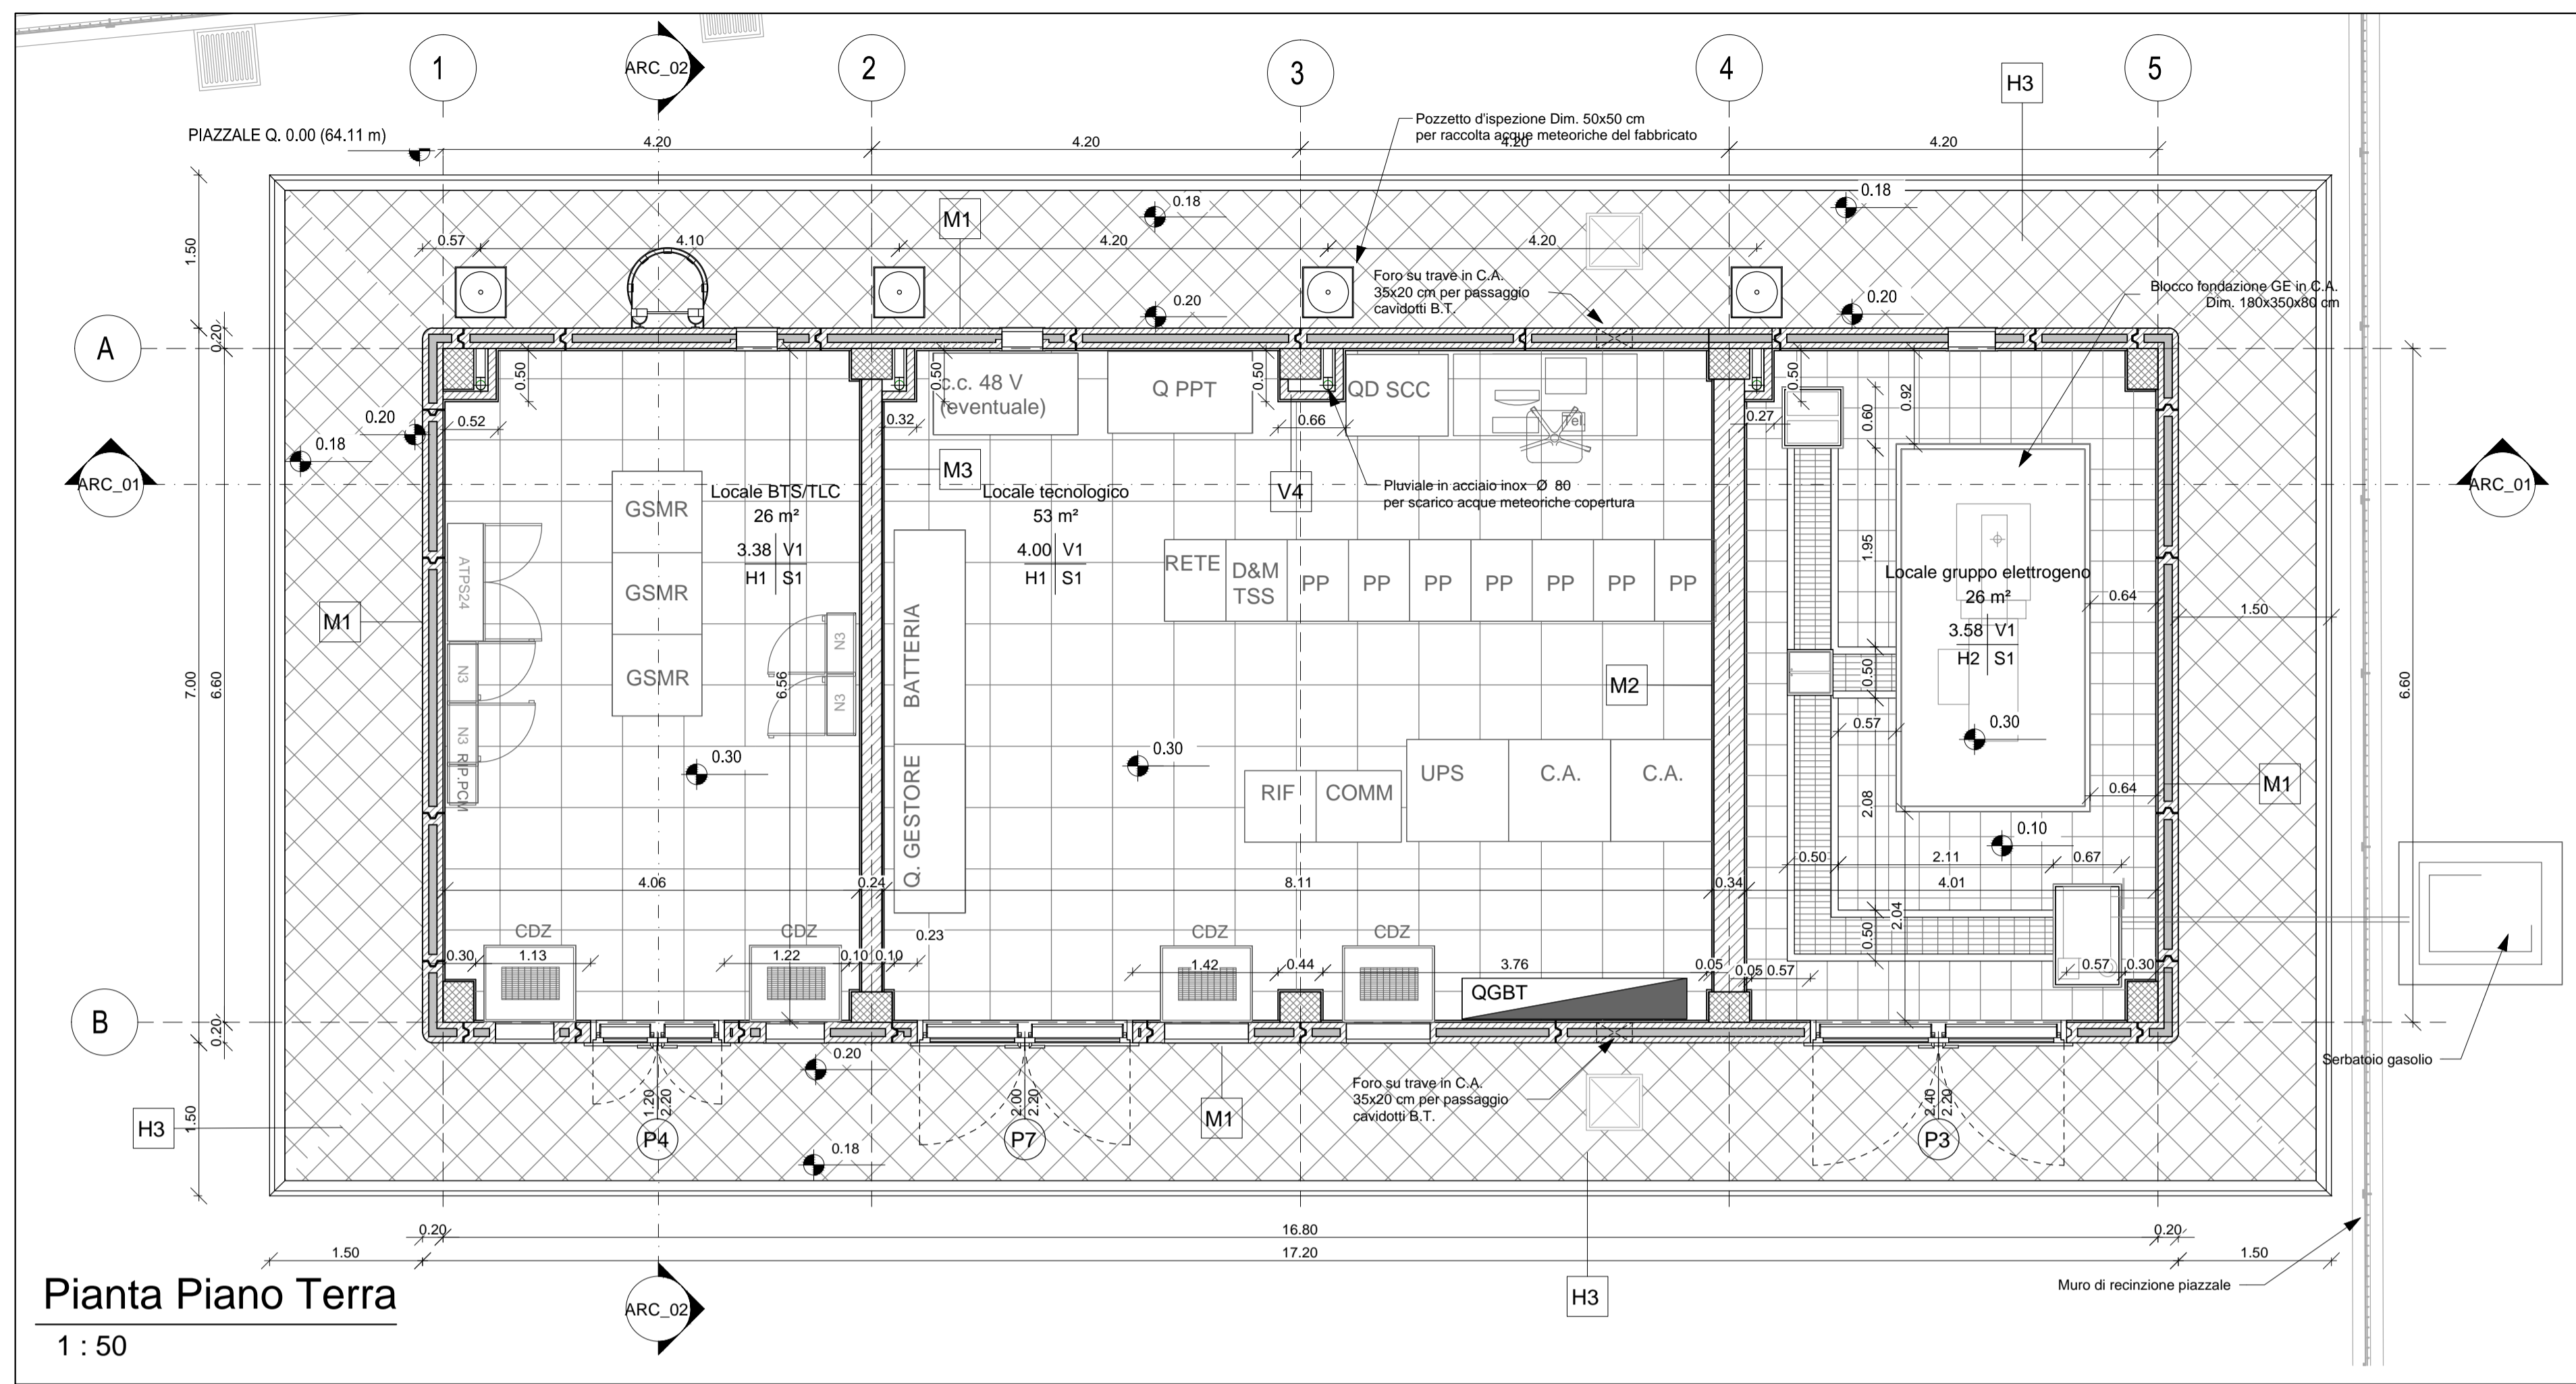 1
ARC_02
2
3
4
5
H3
PIAZZALE Q. 0.00 (64.11 m)
Pozzetto d'ispezione Dim. 50x50 cm
per raccolta acque meteoriche del fabbricato
4.20
4.20
4.20
4.20
0.18
0.18
M1
1.50
0.57
4.10
4.20
4.20
Foro su trave in C.A.
35x20 cm per passaggio
cavidotti B.T.
0.20
0.20
Blocco fondazione GE in C.A.
Dim. 180x350x80 cm
A
0.20
0.50
0.50
0.50
0.50
0.92
0.60
c.c. 48 V
(eventuale)
Q PPT
QD SCC
Tel.
0.20
0.18
0.52
0.32
0.66
0.27
ARC_01
M3
V4
ARC_01
Pluviale in acciaio inox Ø 80
per scarico acque meteoriche copertura
Locale BTS/TLC
26 m²
3.38 V1
H1 S1
Locale tecnologico
53 m²
4.00 V1
H1 S1
Locale gruppo elettrogeno
26 m²
3.58 V1
H2 S1
GSMR
GSMR
GSMR
ATPS24
N3
N3
RIP.PCM
N3
N3
6.56
BATTERIA
Q. GESTORE
RETE
D&M
TSS
PP
PP
PP
PP
PP
PP
PP
1.95
0.64
1.50
M1
7.00
6.60
M2
0.50
0.57
6.60
0.30
0.30
0.30
UPS
C.A.
C.A.
RIF
COMM
2.08
0.64
M1
0.10
0.50
2.11
0.67
4.06
0.24
8.11
0.34
4.01
2.04
0.50
CDZ
CDZ
CDZ
CDZ
0.23
0.30
1.13
1.22
0.10
0.10
1.42
0.44
3.76
0.05
0.05
0.57
0.57
0.30
QGBT
B
0.20
0.20
Serbatoio gasolio
1.20
2.20
2.00
2.20
2.40
2.20
Foro su trave in C.A.
35x20 cm per passaggio
cavidotti B.T.
M1
H3
1.50
P4
P7
P3
0.18
0.20
16.80
0.20
1.50
17.20
1.50
Muro di recinzione piazzale
H3
ARC_02
Pianta Piano Terra
1 : 50